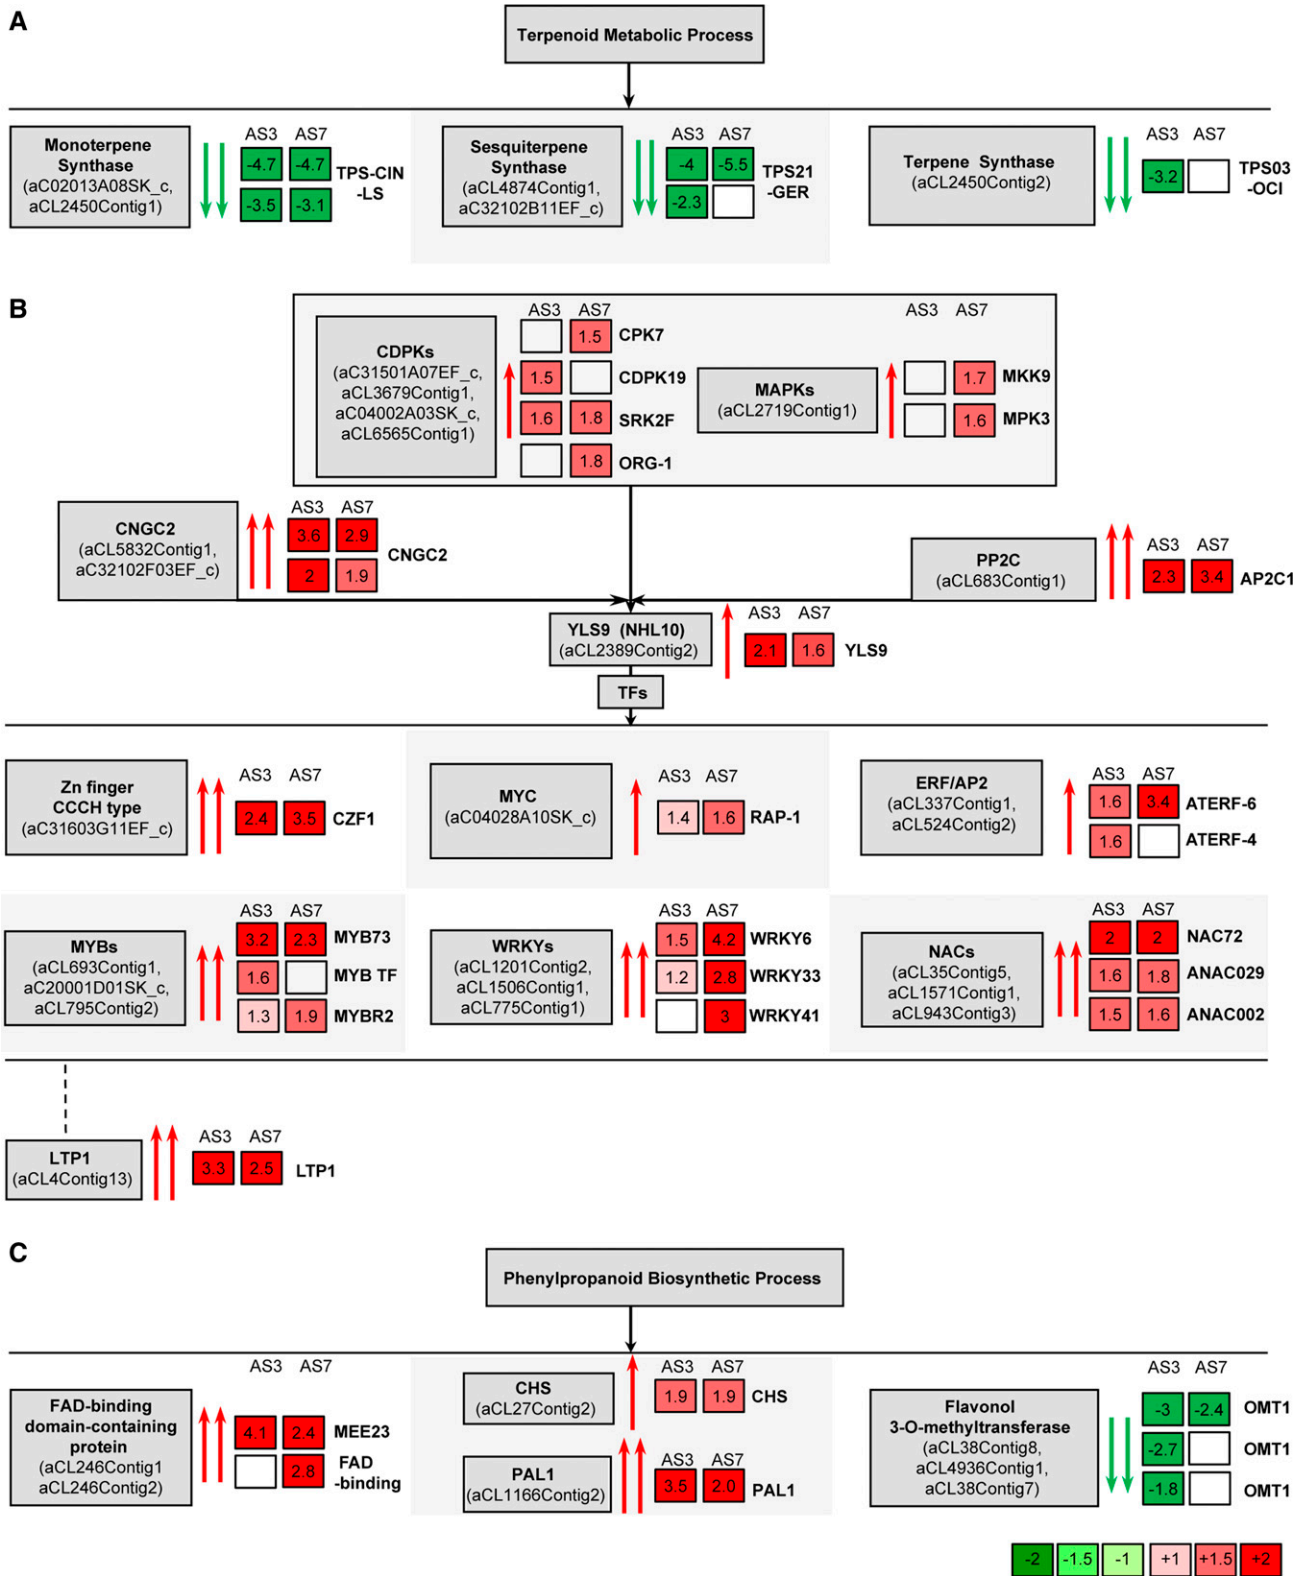 A
Terpenoid Metabolic Process
Monoterpene
Synthase
(aC02013A08SK_c,
aCL2450Contig1)
AS3 AS7
-4.7 -4.7
-3.5 -3.1
TPS-CIN
-LS
Sesquiterpene
Synthase
(aCL4874Contig1,
aC32102B11EF_c)
AS3 AS7
-4 -5.5
-2.3
TPS21
-GER
Terpene Synthase
(aCL2450Contig2)
AS3 AS7
-3.2
TPS03
-OCI
B
CDPKs
(aC31501A07EF_c,
aCL3679Contig1,
aC04002A03SK_c,
aCL6565Contig1)
AS3 AS7
1.5 CPK7
1.5 CDPK19
1.6 1.8 SRK2F
1.8 ORG-1
MAPKs
(aCL2719Contig1)
AS3 AS7
1.7 MKK9
1.6 MPK3
CNGC2
(aCL5832Contig1,
aC32102F03EF_c)
AS3 AS7
3.6 2.9
2 1.9
CNGC2
PP2C
(aCL683Contig1)
AS3 AS7
2.3 3.4 AP2C1
YLS9 (NHL10)
(aCL2389Contig2)
AS3 AS7
2.1 1.6 YLS9
TFs
Zn finger
CCCH type
(aC31603G11EF_c)
AS3 AS7
2.4 3.5 CZF1
MYC
(aC04028A10SK_c)
AS3 AS7
1.4 1.6 RAP-1
ERF/AP2
(aCL337Contig1,
aCL524Contig2)
AS3 AS7
1.6 3.4 ATERF-6
1.6 ATERF-4
MYBs
(aCL693Contig1,
aC20001D01SK_c,
aCL795Contig2)
AS3 AS7
3.2 2.3 MYB73
1.6 MYB TF
1.3 1.9 MYBR2
WRKYs
(aCL1201Contig2,
aCL1506Contig1,
aCL775Contig1)
AS3 AS7
1.5 4.2 WRKY6
1.2 2.8 WRKY33
3 WRKY41
NACs
(aCL35Contig5,
aCL1571Contig1,
aCL943Contig3)
AS3 AS7
2 2 NAC72
1.6 1.8 ANAC029
1.5 1.6 ANAC002
LTP1
(aCL4Contig13)
AS3 AS7
3.3 2.5 LTP1
C
Phenylpropanoid Biosynthetic Process
FAD-binding
domain-containing
protein
(aCL246Contig1
aCL246Contig2)
AS3 AS7
4.1 2.4 MEE23
2.8 FAD
-binding
CHS
(aCL27Contig2)
AS3 AS7
1.9 1.9 CHS
PAL1
(aCL1166Contig2)
AS3 AS7
3.5 2.0 PAL1
Flavonol
3-O-methyltransferase
(aCL38Contig8,
aCL4936Contig1,
aCL38Contig7)
AS3 AS7
-3 -2.4 OMT1
-2.7 OMT1
-1.8 OMT1
-2 -1.5 -1 +1 +1.5 +2